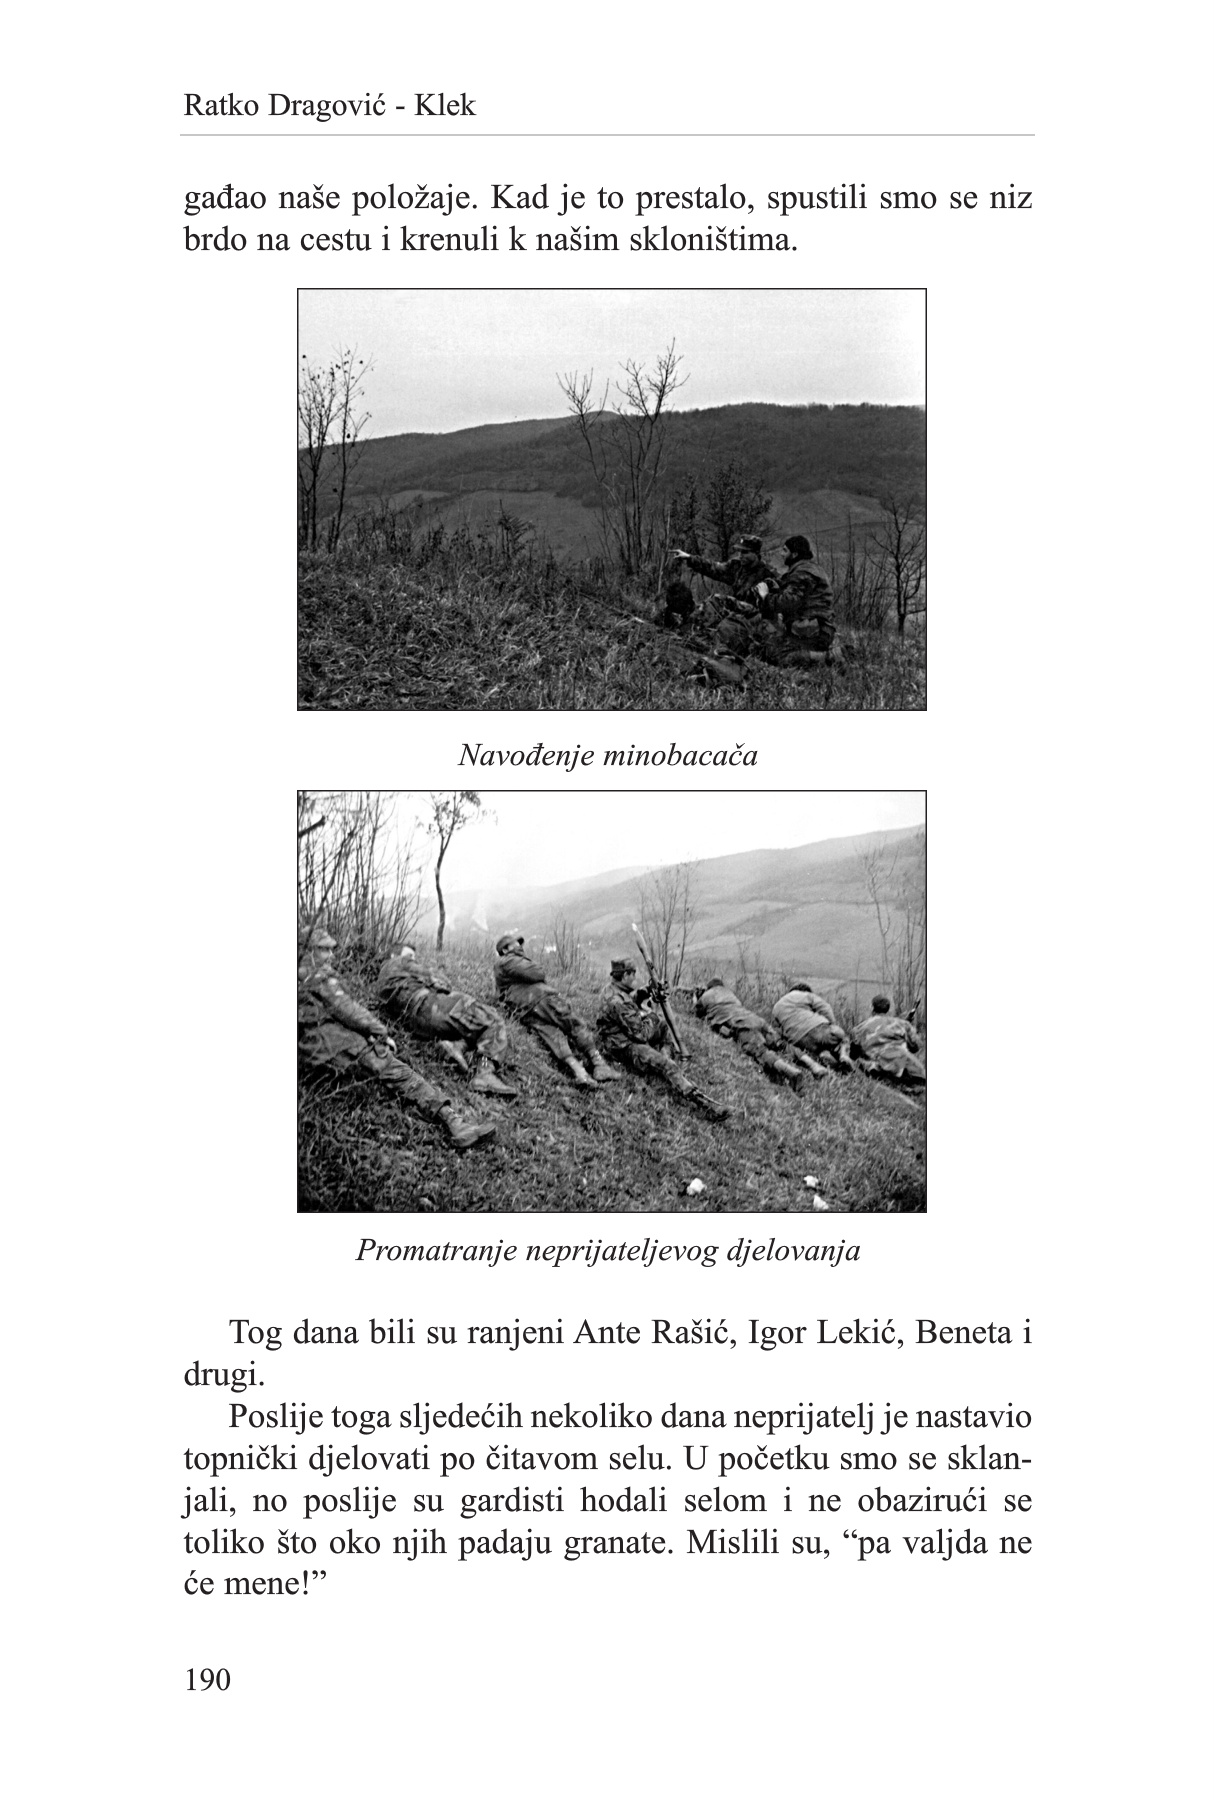 Ratko Dragović - Klek
gađao naše položaje. Kad je to prestalo, spustili smo se niz
brdo na cestu i krenuli k našim skloništima.
Navođenje minobacača
Promatranje neprijateljevog djelovanja
Tog dana bili su ranjeni Ante Rašić, Igor Lekić, Beneta i
drugi.
Poslije toga sljedećih nekoliko dana neprijatelj je nastavio
topnički djelovati po čitavom selu. U početku smo se sklan-
jali, no poslije su gardisti hodali selom i ne obazirući se
toliko što oko njih padaju granate. Mislili su, “pa valjda ne
će mene!”
190